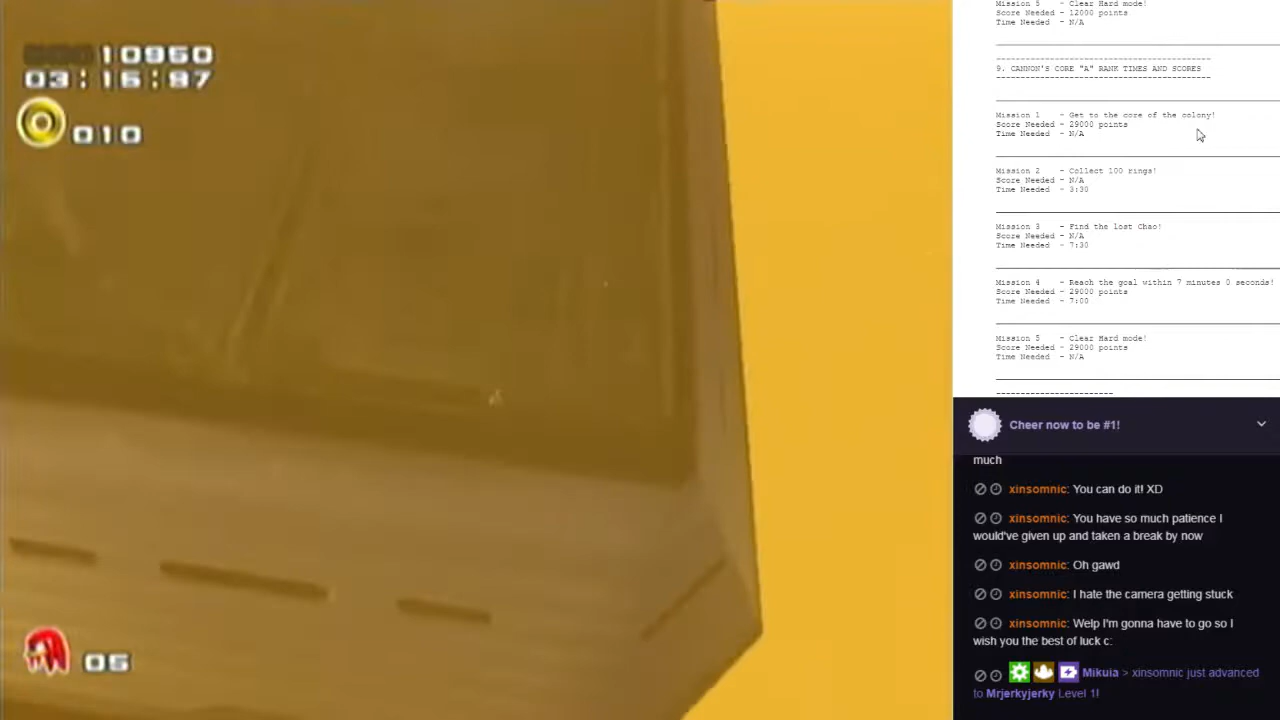 10950
03:15:97
010
05
Mission 5 - Clear Hard mode!
Score Needed - 12000 points
Time Needed - N/A
9. CANNON'S CORE "A" RANK TIMES AND SCORES
Mission 1 - Get to the core of the colony!
Score Needed - 29000 points
Time Needed - N/A
Mission 2 - Collect 100 rings!
Score Needed - N/A
Time Needed - 3:30
Mission 3 - Find the Lost Chao!
Score Needed - N/A
Time Needed - 7:30
Mission 4 - Reach the goal within 7 minutes 0 seconds!
Score Needed - 29000 points
Time Needed - 7:00
Mission 5 - Clear Hard mode!
Score Needed - 29000 points
Time Needed - N/A
Cheer now to be #1!
much
xinsomnic: You can do it! XD
xinsomnic: You have so much patience I
would've given up and taken a break by now
xinsomnic: Oh gawd
xinsomnic: I hate the camera getting stuck
xinsomnic: Welp I'm gonna have to go so I
wish you the best of luck c:
Mikuia > xinsomnic just advanced
to Mrjerkyjerky Level 1!